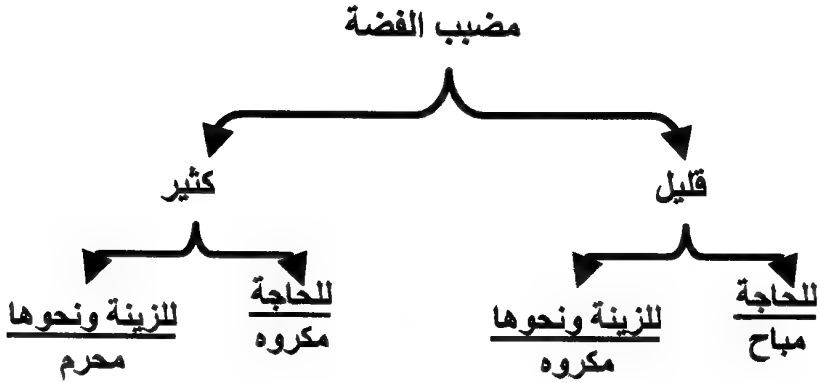 مضبب الفضة
قليل
كثير
للحاجة
مباح
للزينة ونحوها
مكروه
للحاجة
مكروه
للزينة ونحوها
محرم